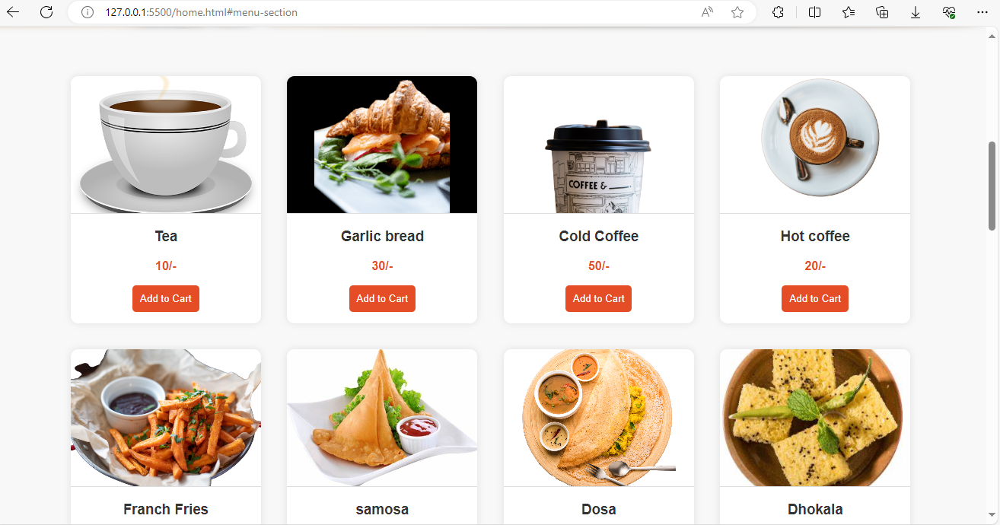 127.0.0.1:5500/home.html#menu-section
COFFEE &
Tea
Garlic bread
Cold Coffee
Hot coffee
10/-
30/-
50/-
20/-
Add to Cart
Add to Cart
Add to Cart
Add to Cart
Franch Fries
samosa
Dosa
Dhokala